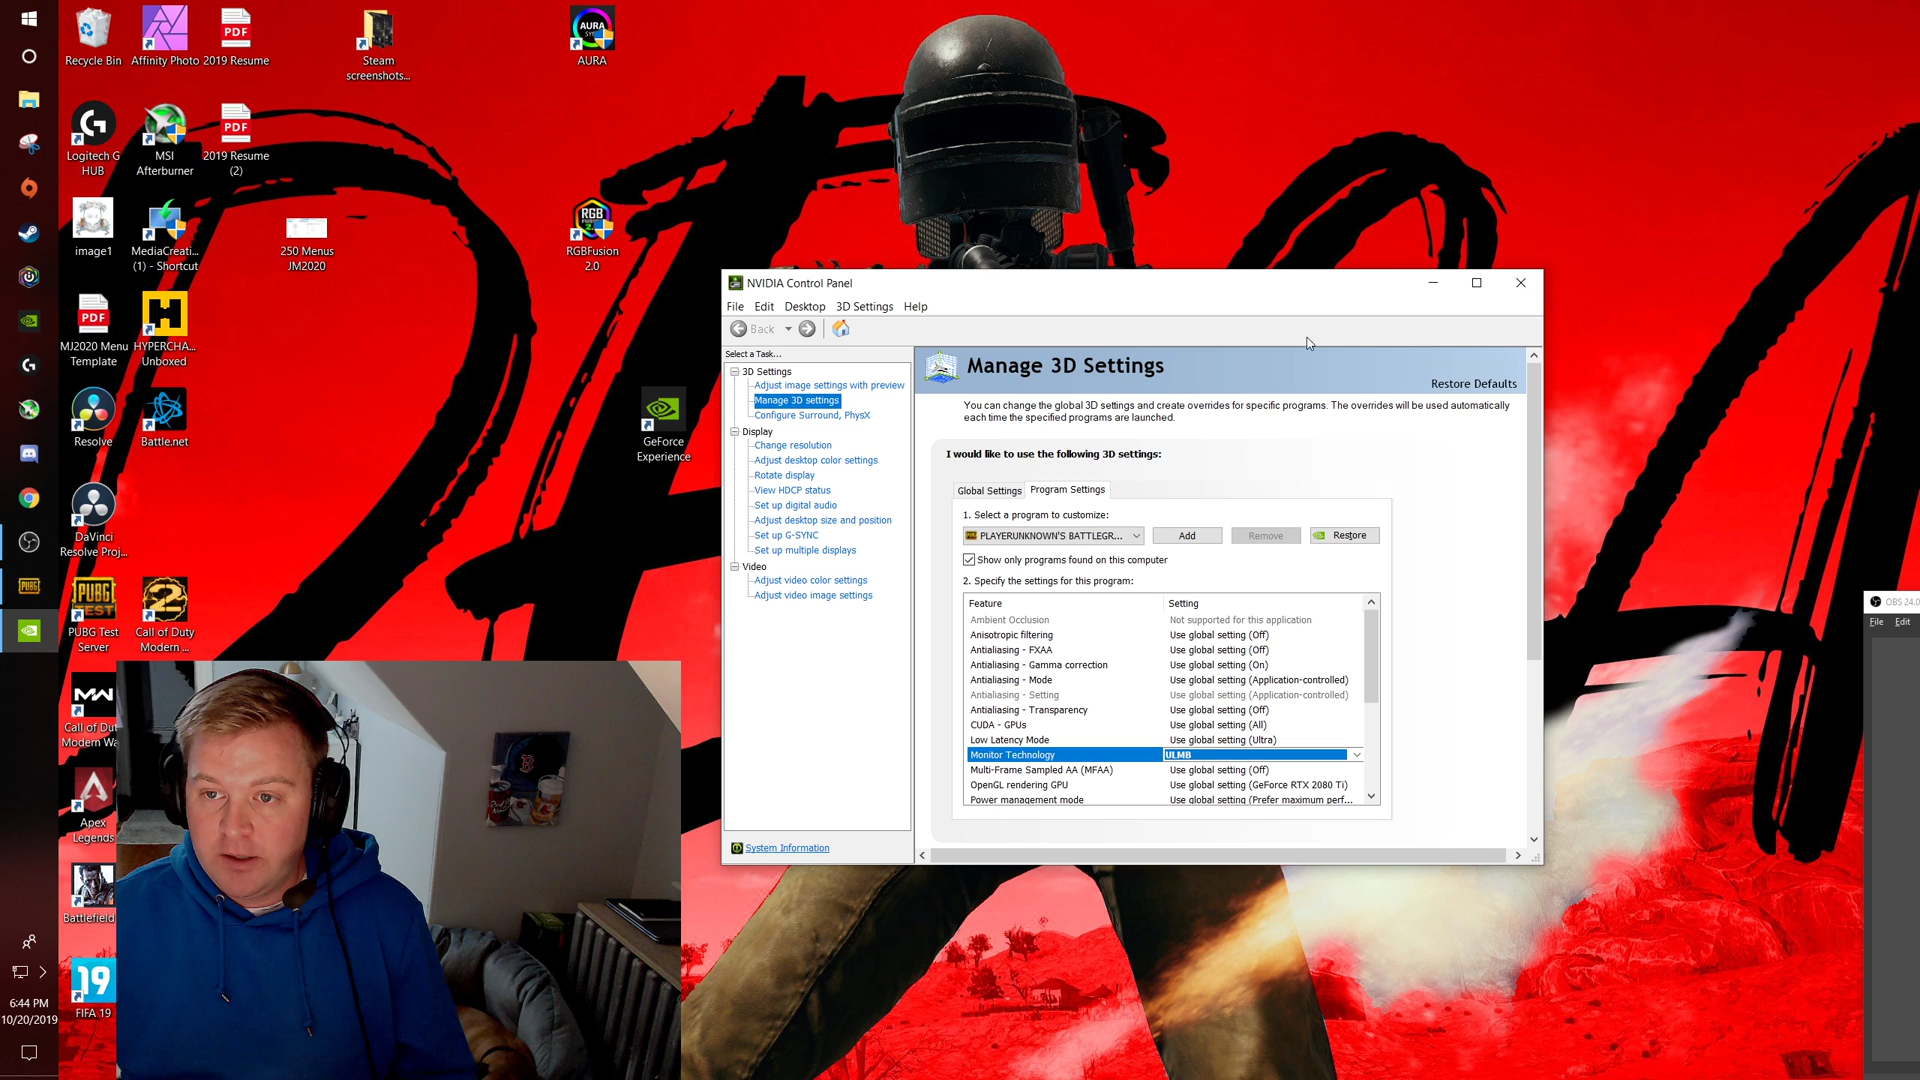 Recycle Bin
Affinity Photo
2019 Resume
Steam
screenshots...
AURA
Logitech G
HUB
MSI
Afterburner
2019 Resume
(2)
image1
MediaCreati...
(1) - Shortcut
250 Menus
JM2020
RGB
RGBFusion
2.0
PDF
MJ2020 Menu
Template
HYPERCHA...
Unboxed
Resolve
Battle.net
GeForce
Experience
DaVinci
Resolve Proj...
PUBG
TEST
PUBG Test
Server
Call of Duty
Modern ...
MW
Call of Dut
Modern Wa
Apex
Legends
Battlefield
19
FIFA 19
6:44 PM
10/20/2019
NVIDIA Control Panel
File Edit Desktop 3D Settings Help
Back
Select a Task...
3D Settings
Adjust image settings with preview
Manage 3D settings
Configure Surround, PhysX
Display
Change resolution
Adjust desktop color settings
Rotate display
View HDCP status
Set up digital audio
Adjust desktop size and position
Set up G-SYNC
Set up multiple displays
Video
Adjust video color settings
Adjust video image settings
System Information
Manage 3D Settings
Restore Defaults
You can change the global 3D settings and create overrides for specific programs. The overrides will be used automatically
each time the specified programs are launched.
I would like to use the following 3D settings:
Global Settings Program Settings
1. Select a program to customize:
PLAYERUNKNOWN'S BATTLEGR... Add Remove Restore
Show only programs found on this computer
2. Specify the settings for this program:
Feature Setting
Ambient Occlusion Not supported for this application
Anisotropic filtering Use global setting (Off)
Antialiasing - FXAA Use global setting (Off)
Antialiasing - Gamma correction Use global setting (On)
Antialiasing - Mode Use global setting (Application-controlled)
Antialiasing - Setting Use global setting (Application-controlled)
Antialiasing - Transparency Use global setting (Off)
CUDA - GPUs Use global setting (All)
Low Latency Mode Use global setting (Ultra)
Monitor Technology ULMB
Multi-Frame Sampled AA (MFAA) Use global setting (Off)
OpenGL rendering GPU Use global setting (GeForce RTX 2080 Ti)
Power management mode Use global setting (Prefer maximum perf...
OBS 24.0
File Edit